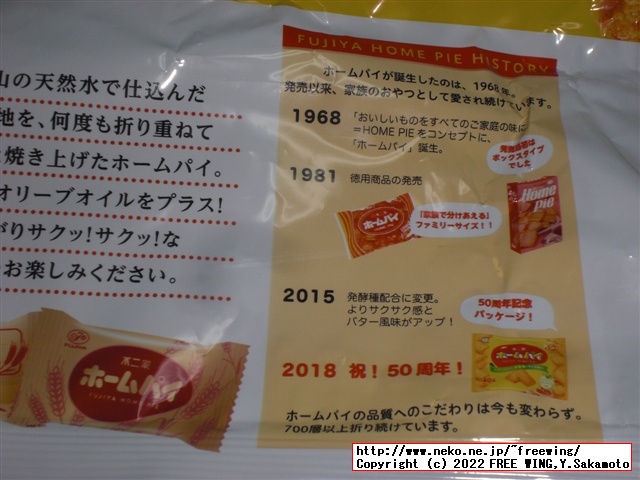 山の天然水で仕込んだ
地を、何度も折り重ねて
焼き上げたホームパイ。
オリーブオイルをプラス!
がりサクッ!サクッ!な
お楽しみください。
不二家
ホームパイ
FUJIYA HOME PIE
FUJIYA HOME PIE HISTORY
ホームパイが誕生したのは、1968年。
発売以来、家族のおやつとして愛され続けています。
1968 「おいしいものをすべてのご家庭の味に
=HOME PIEをコンセプトに、
「ホームパイ」誕生。
発売当初は
ボックスタイプ
でした
Home
Pie
1981 徳用商品の発売
ホームパイ
【家族で分けあえる】
ファミリーサイズ!!
2015 発酵種配合に変更。
よりサクサク感と
バター風味がアップ!
50周年記念
パッケージ!
2018 祝!50周年!
ホームパイ
ホームパイの品質へのこだわりは今も変わらず。
700層以上折り続けています。
http://www.neko.ne.jp/~freewing/
Copyright (c) 2022 FREE WING,Y.Sakamoto